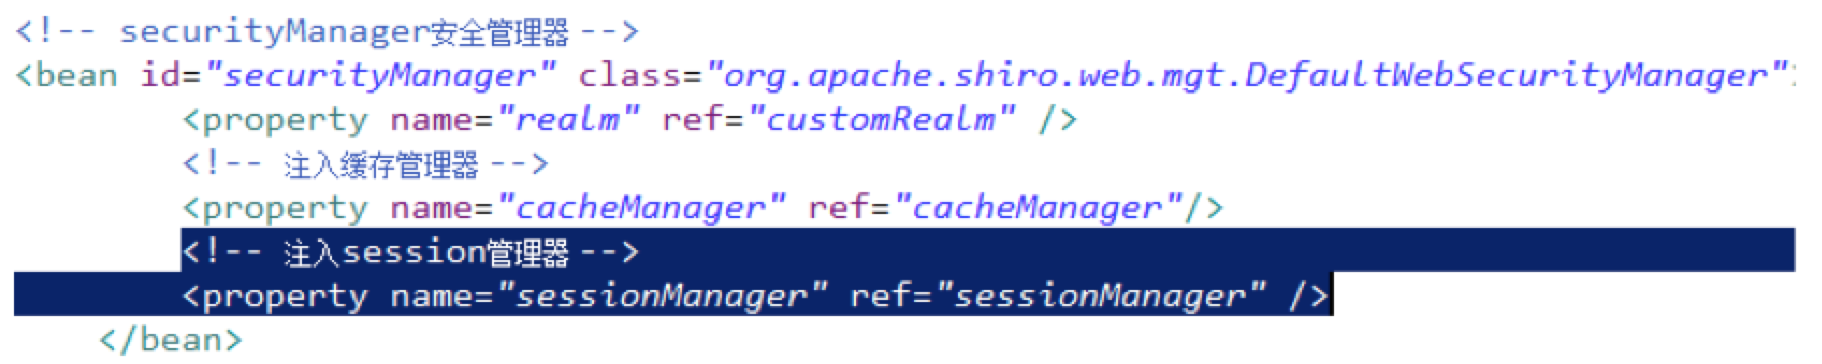 <!-- securityManager安全管理器 -->
<bean id="securityManager" class="org.apache.shiro.web.mgt.DefaultWebSecurityManager">
<property name="realm" ref="customRealm" />
<!-- 注入缓存管理器 -->
<property name="cacheManager" ref="cacheManager"/>
<!-- 注入session管理器 -->
<property name="sessionManager" ref="sessionManager" />
</bean>